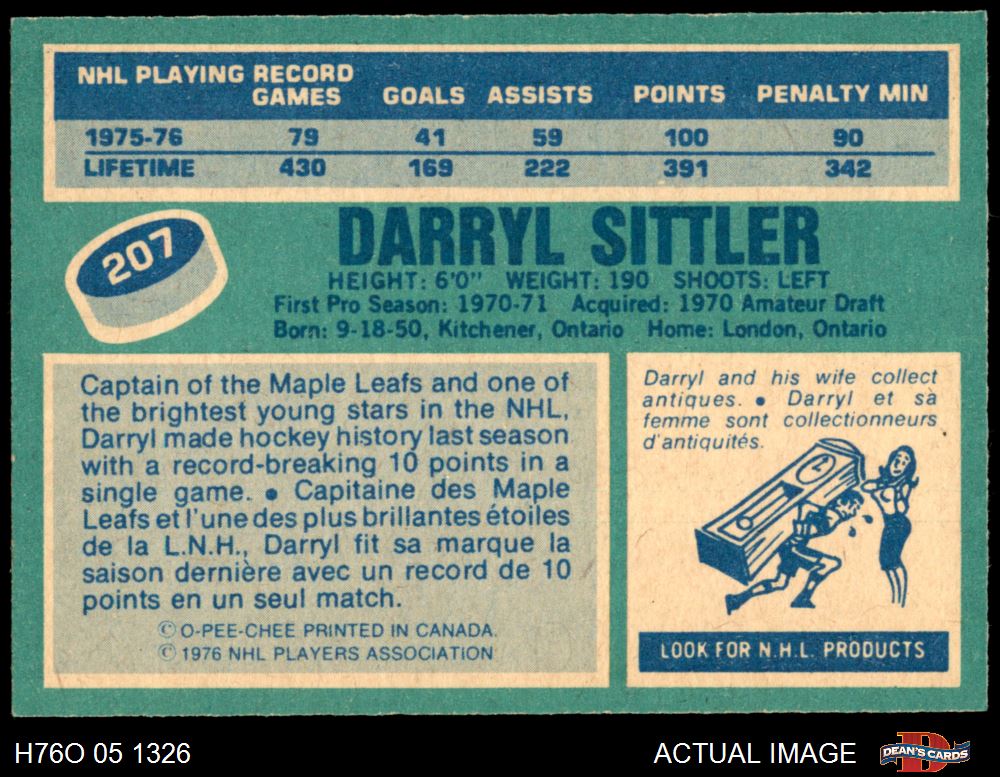 NHL PLAYING RECORD
GAMES GOALS ASSISTS POINTS PENALTY MIN
1975-76 79 41 59 100 90
LIFETIME 430 169 222 391 342
207
DARRYL SITTLER
HEIGHT: 6'0" WEIGHT: 190 SHOOTS: LEFT
First Pro Season: 1970-71 Acquired: 1970 Amateur Draft
Born: 9-18-50, Kitchener, Ontario Home: London, Ontario
Captain of the Maple Leafs and one of
the brightest young stars in the NHL,
Darryl made hockey history last season
with a record-breaking 10 points in a
single game. • Capitaine des Maple
Leafs et l'une des plus brillantes étoiles
de la L.N.H., Darryl fit sa marque la
saison dernière avec un record de 10
points en un seul match.
© O-PEE-CHEE PRINTED IN CANADA.
© 1976 NHL PLAYERS ASSOCIATION
Darryl and his wife collect
antiques. • Darryl et sà
femme sont collectionneurs
d'antiquités.
LOOK FOR N.H.L. PRODUCTS
H76O 05 1326
ACTUAL IMAGE
DEAN'S CARDS